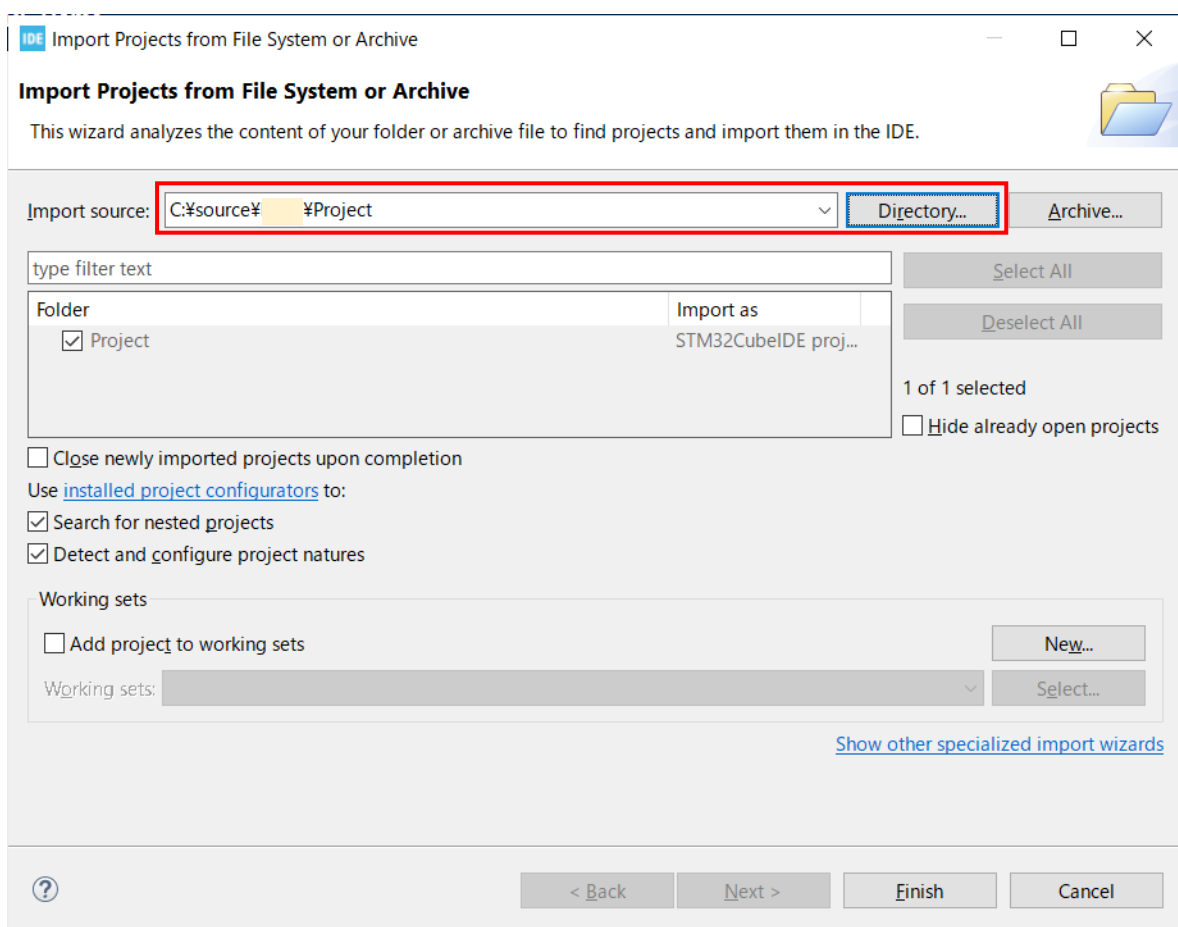 IDE Import Projects from File System or Archive
Import Projects from File System or Archive
This wizard analyzes the content of your folder or archive file to find projects and import them in the IDE.
Import source: C:¥source¥ ¥Project Directory... Archive...
type filter text Select All
Folder Import as
Deselect All
Project STM32CubeIDE proj...
1 of 1 selected
Hide already open projects
Close newly imported projects upon completion
Use installed project configurators to:
Search for nested projects
Detect and configure project natures
Working sets
Add project to working sets New...
Working sets: Select...
Show other specialized import wizards
? < Back Next > Finish Cancel